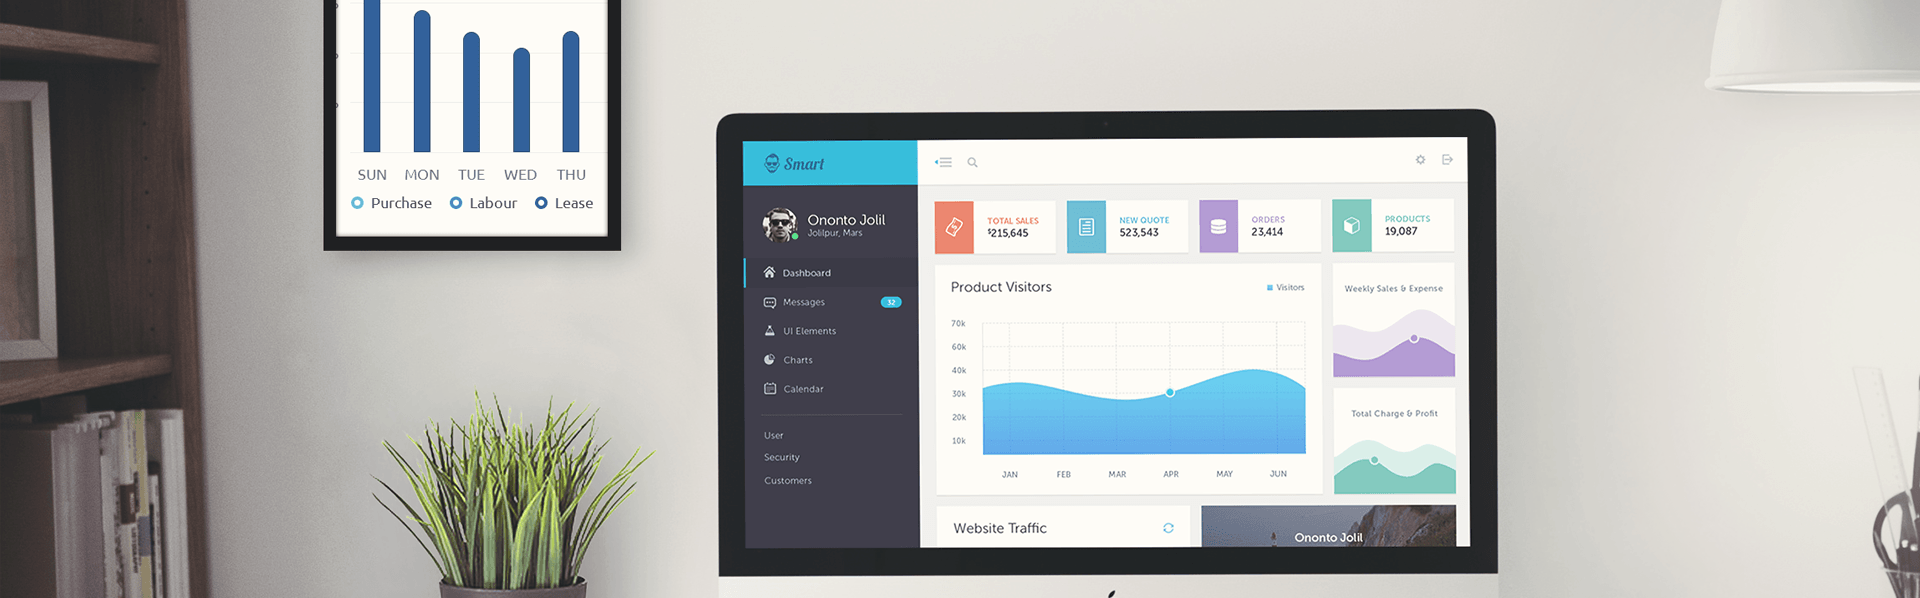 SUN MON TUE WED THU
Purchase Labour Lease
Smart
Ononto Jolil
Jolilpur, Mars
Dashboard
Messages 32
UI Elements
Charts
Calendar
User
Security
Customers
TOTAL SALES
$215,645
NEW QUOTE
523,543
ORDERS
23,414
PRODUCTS
19,087
Product Visitors
Visitors
70k
60k
40k
30k
20k
10k
JAN FEB MAR APR MAY JUN
Weekly Sales & Expense
Total Charge & Profit
Website Traffic
Ononto Jolil